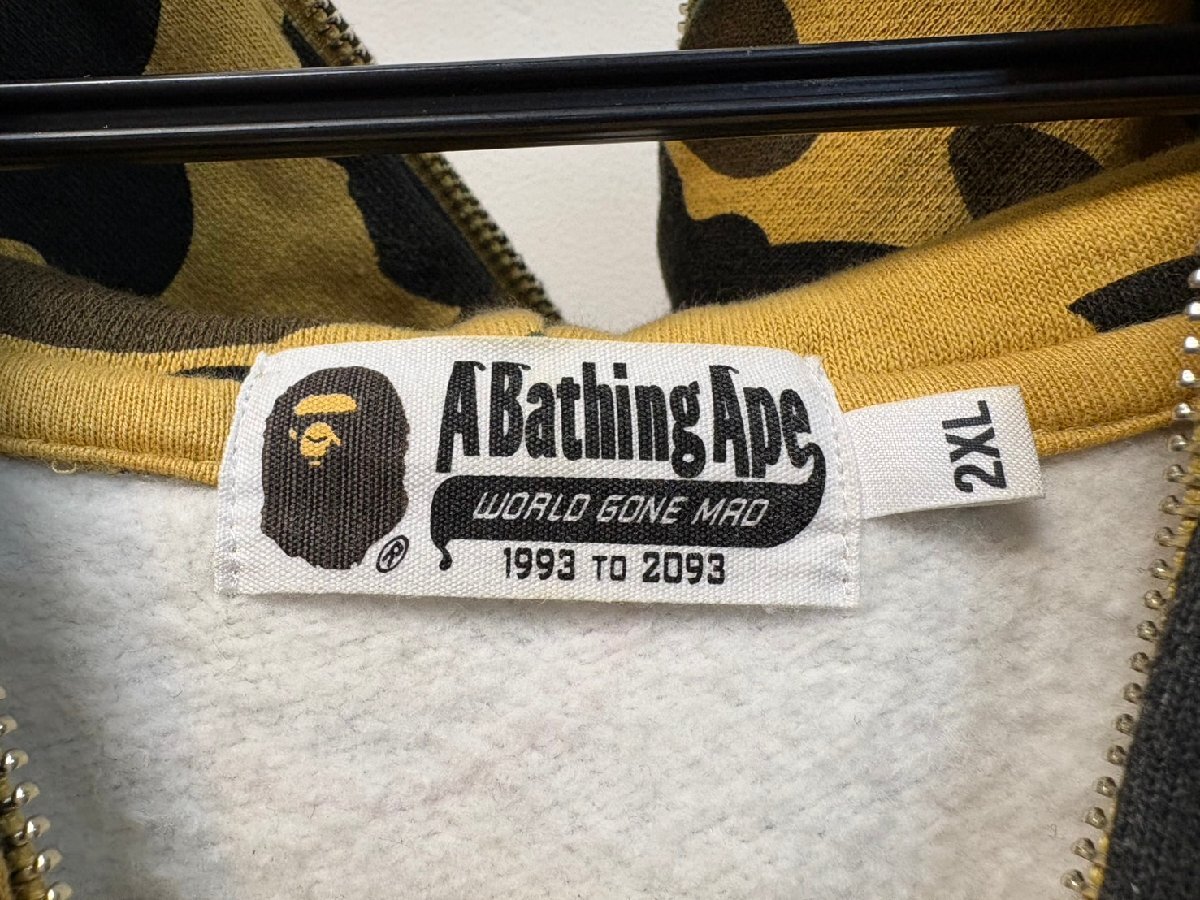 A Bathing Ape
WORLD GONE MAD
1993 TO 2093
®
2XL